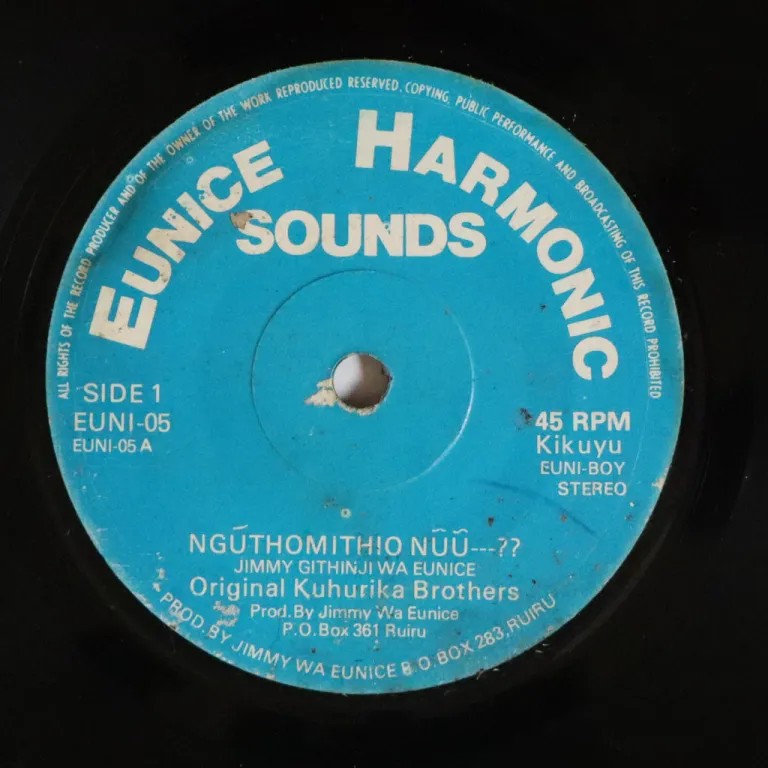 ALL RIGHTS OF THE RECORD PRODUCER AND OF THE OWNER OF THE WORK REPRODUCED RESERVED. COPYING, PUBLIC PERFORMANCE AND BROADCASTING OF THIS RECORD PROHIBITED
EUNICE HARMONIC
SOUNDS
SIDE 1
EUNI-05
EUNI-05 A
45 RPM
Kikuyu
EUNI-BOY
STEREO
NGŨTHOMITHIO NŨŨ---??
JIMMY GITHINJI WA EUNICE
Original Kuhurika Brothers
Prod.By Jimmy Wa Eunice
P.O.Box 361 Ruiru
PROD.BY JIMMY WA EUNICE P.O.BOX 283,RUIRU